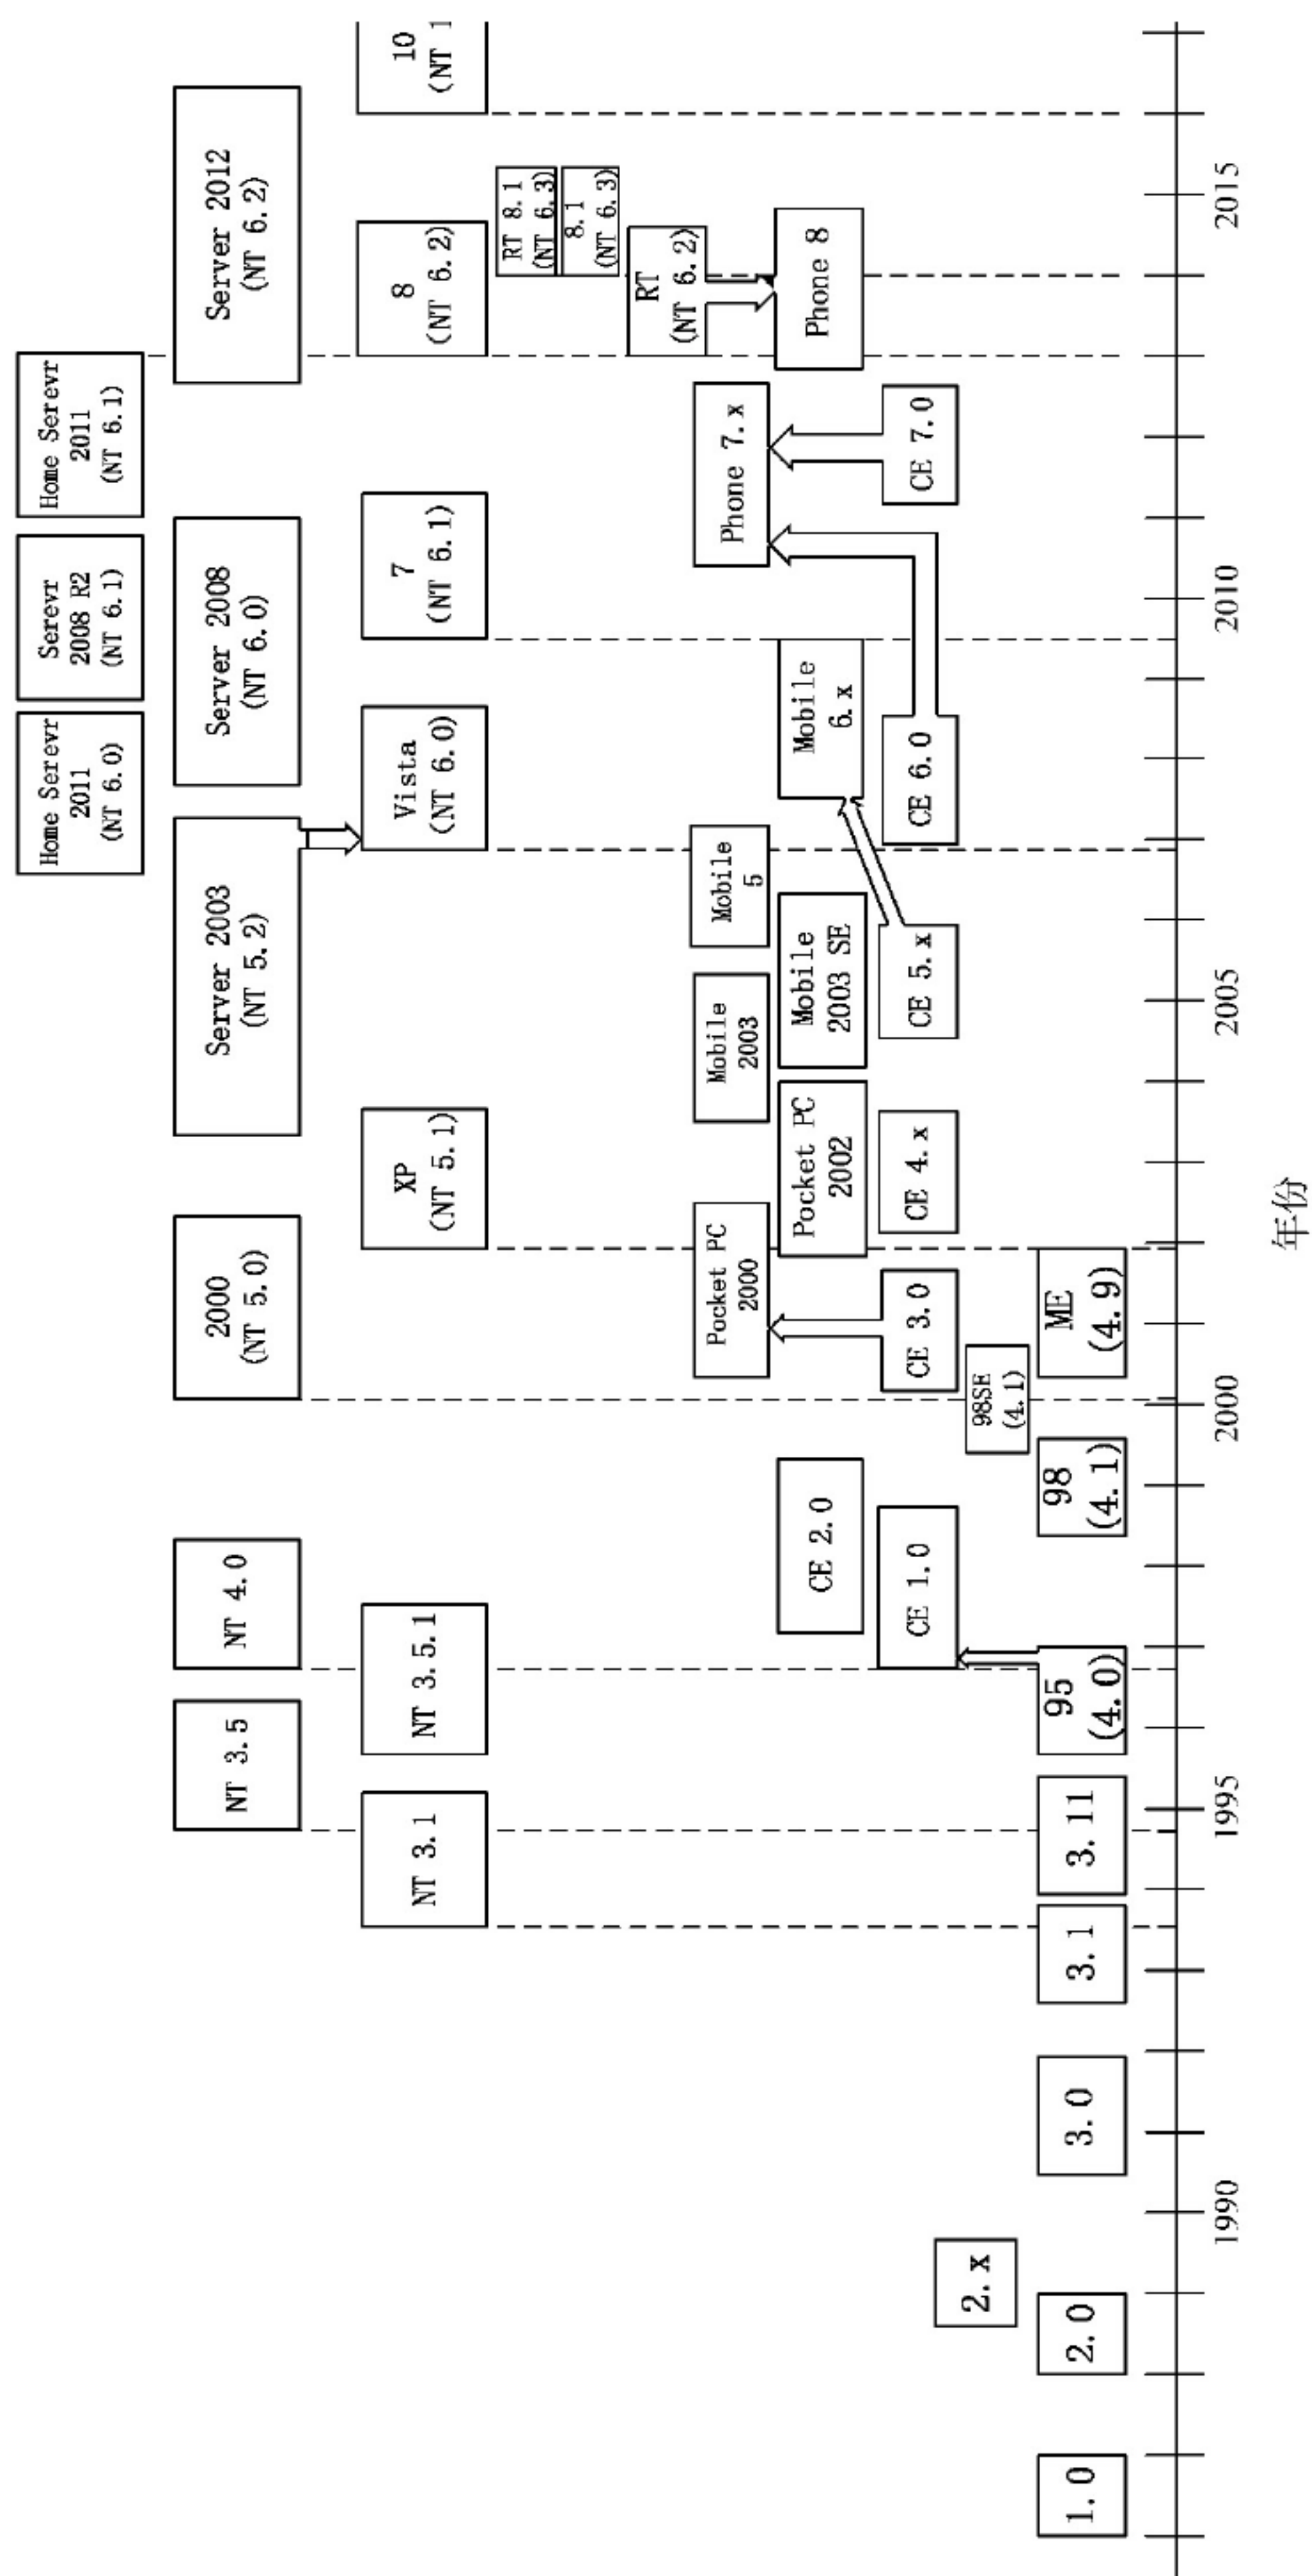 Home Serevr
2011
(NT 6.0)
Serevr
2008 R2
(NT 6.1)
Home Serevr
2011
(NT 6.1)
NT 3.5
NT 4.0
2000
(NT 5.0)
Server 2003
(NT 5.2)
Server 2008
(NT 6.0)
Server 2012
(NT 6.2)
NT 3.1
NT 3.5.1
XP
(NT 5.1)
Vista
(NT 6.0)
7
(NT 6.1)
8
(NT 6.2)
10
(NT 1
RT 8.1
(NT 6.3)
8.1
(NT 6.3)
RT
(NT 6.2)
Pocket PC
2000
Mobile
2003
Mobile
5
Phone 7.x
CE 2.0
Pocket PC
2002
Mobile
2003 SE
Mobile
6.x
Phone 8
CE 1.0
CE 3.0
CE 4.x
CE 5.x
CE 6.0
CE 7.0
2.x
98SE
(4.1)
1.0
2.0
3.0
3.1
3.11
95
(4.0)
98
(4.1)
ME
(4.9)
1990
1995
2000
2005
2010
2015
年份